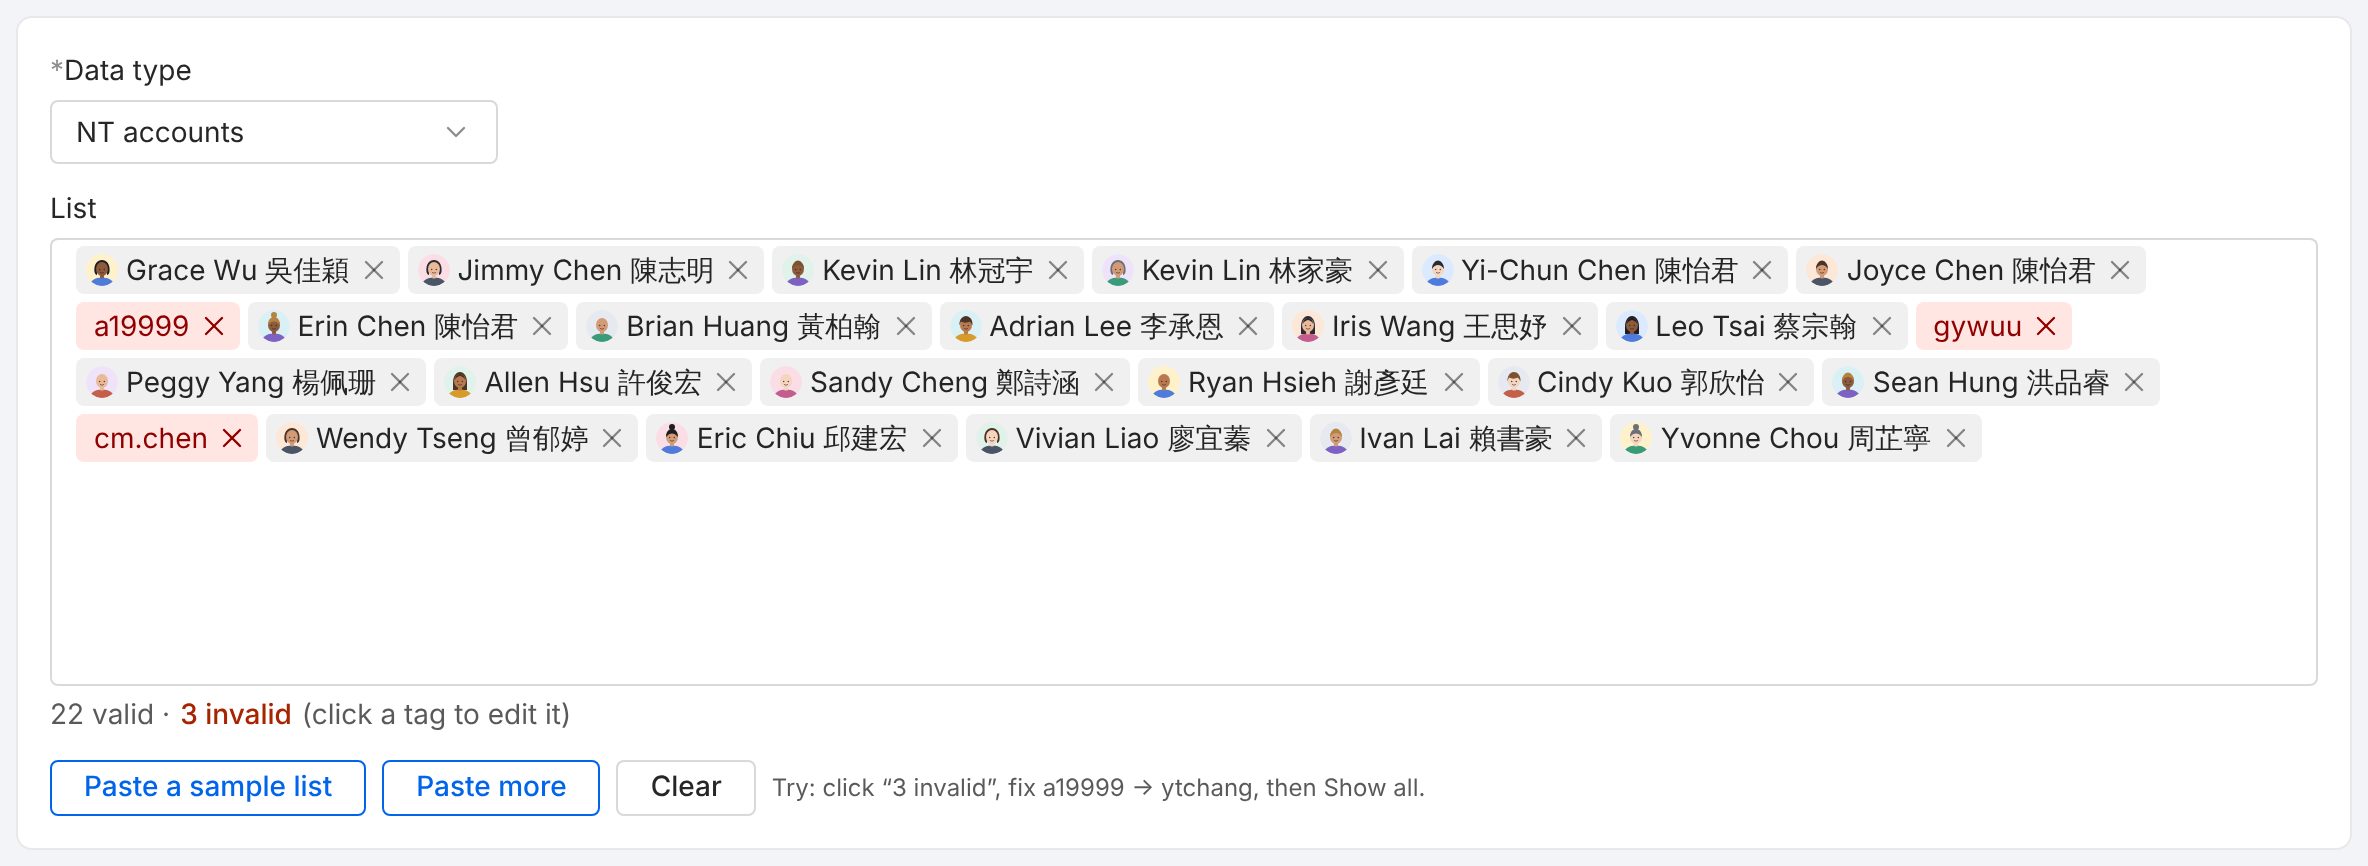 *Data type
NT accounts
List
Grace Wu 吳佳穎 Jimmy Chen 陳志明 Kevin Lin 林冠宇 Kevin Lin 林家豪 Yi-Chun Chen 陳怡君 Joyce Chen 陳怡君
a19999 Erin Chen 陳怡君 Brian Huang 黃柏翰 Adrian Lee 李承恩 Iris Wang 王思妤 Leo Tsai 蔡宗翰 gywuu
Peggy Yang 楊佩珊 Allen Hsu 許俊宏 Sandy Cheng 鄭詩涵 Ryan Hsieh 謝彥廷 Cindy Kuo 郭欣怡 Sean Hung 洪品睿
cm.chen Wendy Tseng 曾郁婷 Eric Chiu 邱建宏 Vivian Liao 廖宜蓁 Ivan Lai 賴書豪 Yvonne Chou 周芷寧
22 valid · 3 invalid (click a tag to edit it)
Paste a sample list Paste more Clear Try: click “3 invalid”, fix a19999 → ytchang, then Show all.